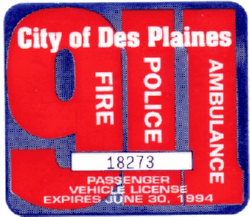 City of Des Plaines
911
FIRE
POLICE
AMBULANCE
18273
PASSENGER
VEHICLE LICENSE
EXPIRES JUNE 30, 1994